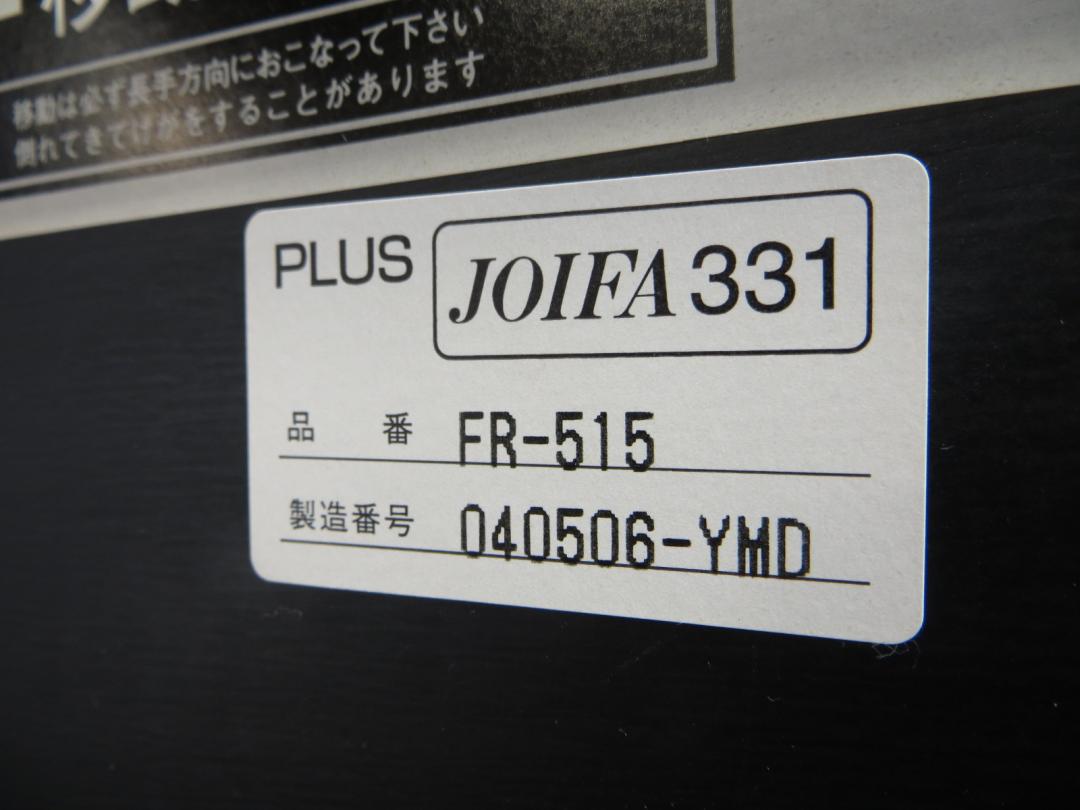 移動は必ず長手方向におこなって下さい
倒れてきてけがをすることがあります
PLUS JOIFA 331
品番 FR-515
製造番号 040506-YMD